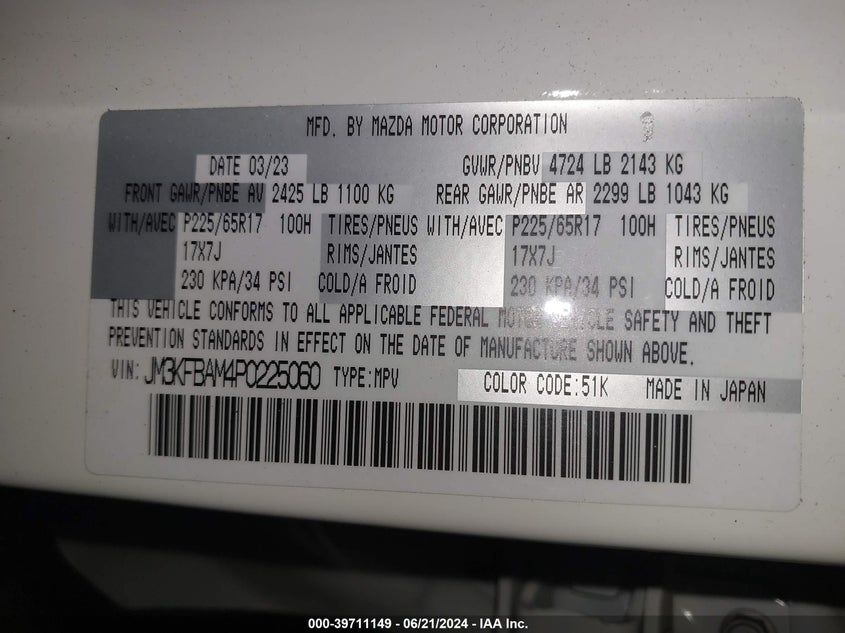 MFD. BY MAZDA MOTOR CORPORATION
DATE 03/23 GVWR/PNBV 4724 LB 2143 KG
FRONT GAWR/PNBE AV 2425 LB 1100 KG REAR GAWR/PNBE AR 2299 LB 1043 KG
WITH/AVEC P225/65R17 100H TIRES/PNEUS WITH/AVEC P225/65R17 100H TIRES/PNEUS
17X7J RIMS/JANTES 17X7J RIMS/JANTES
230 KPA/34 PSI COLD/A FROID 230 KPA/34 PSI COLD/A FROID
THIS VEHICLE CONFORMS TO ALL APPLICABLE FEDERAL MOTOR VEHICLE SAFETY AND THEFT
PREVENTION STANDARDS IN EFFECT ON THE DATE OF MANUFACTURE SHOWN ABOVE.
VIN: JM3KFBAM4P0225060 TYPE:MPV COLOR CODE:51K MADE IN JAPAN
000-39711149 - 06/21/2024 - IAA Inc.